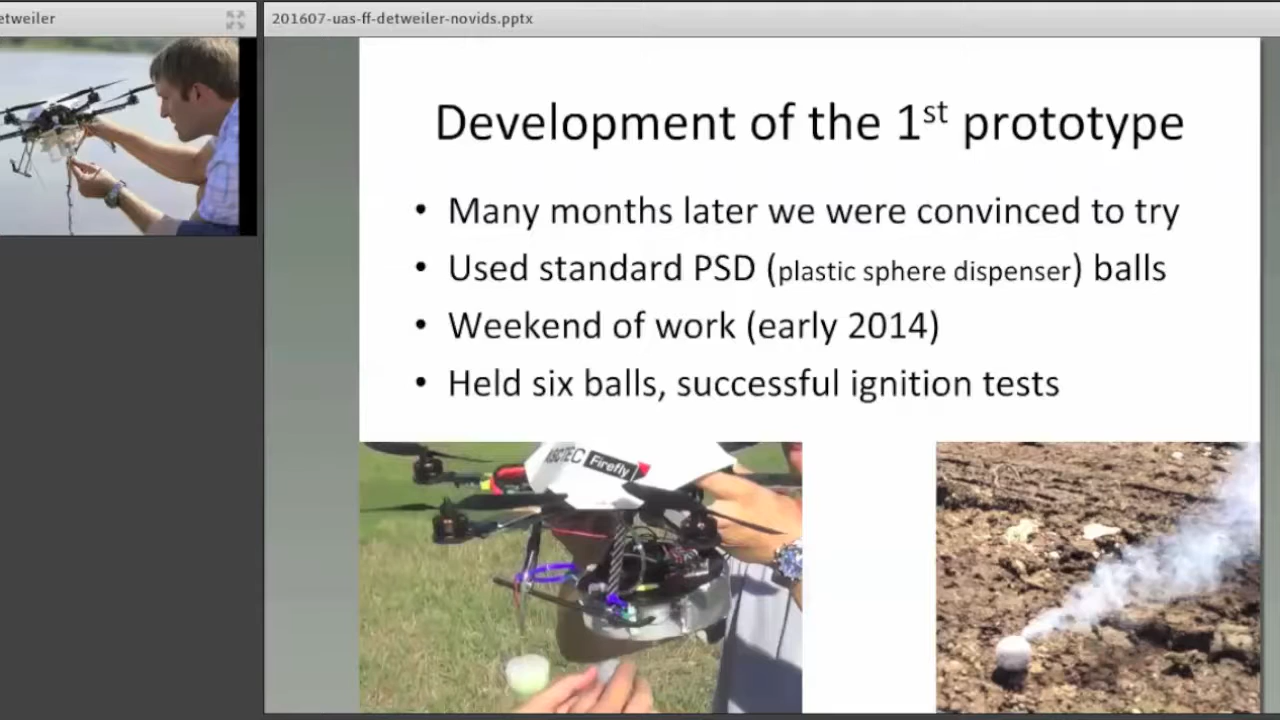 etweiler
201607-uas-ff-detweiler-novids.pptx
Development of the 1st prototype
• Many months later we were convinced to try
• Used standard PSD (plastic sphere dispenser) balls
• Weekend of work (early 2014)
• Held six balls, successful ignition tests
Firefly